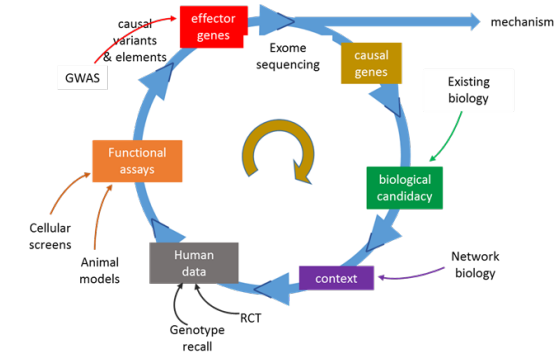 effector
genes
mechanism
causal
variants
& elements
Exome
sequencing
causal
genes
GWAS
Existing
biology
Functional
assays
biological
candidacy
Cellular
screens
Animal
models
Human
data
context
Network
biology
RCT
Genotype
recall